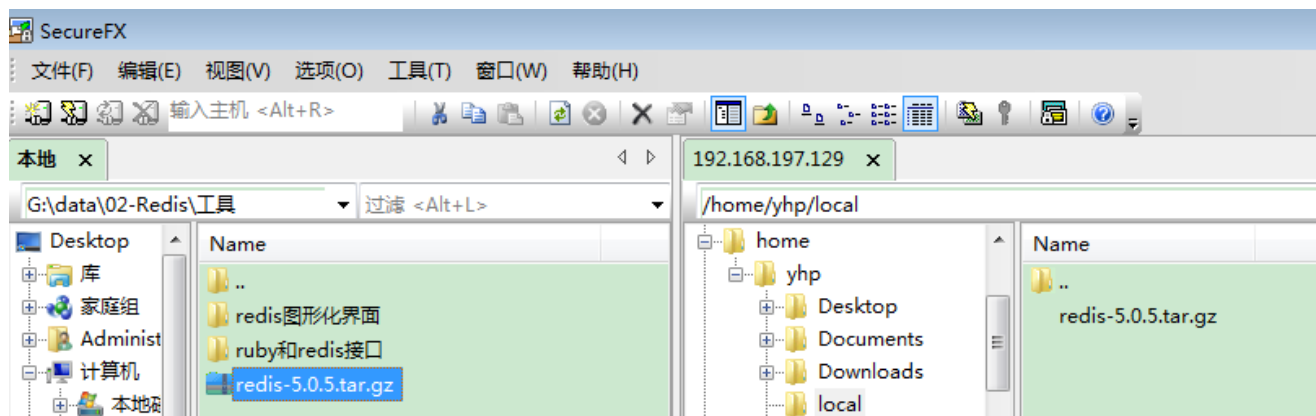 SecureFX
文件(F) 编辑(E) 视图(V) 选项(O) 工具(T) 窗口(W) 帮助(H)
输入主机 <Alt+R>
本地
192.168.197.129
G:\data\02-Redis\工具
过滤 <Alt+L>
/home/yhp/local
Desktop
库
家庭组
Administ
计算机
本地
Name
..
redis图形化界面
ruby和redis接口
redis-5.0.5.tar.gz
home
yhp
Desktop
Documents
Downloads
local
Name
..
redis-5.0.5.tar.gz